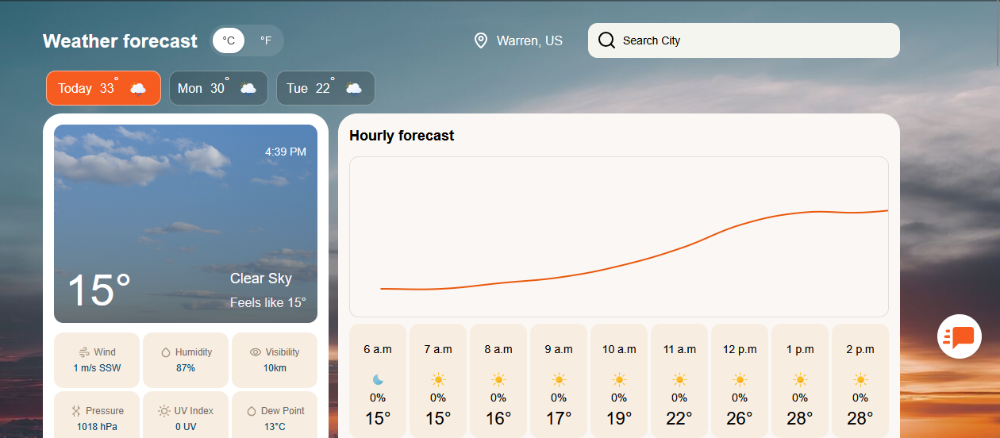 Weather forecast °C °F Warren, US Search City
Today 33° Mon 30° Tue 22°
4:39 PM
15°
Clear Sky
Feels like 15°
Wind
1 m/s SSW
Humidity
87%
Visibility
10km
Pressure
1018 hPa
UV Index
0 UV
Dew Point
13°C
Hourly forecast
6 a.m 7 a.m 8 a.m 9 a.m 10 a.m 11 a.m 12 p.m 1 p.m 2 p.m
0% 0% 0% 0% 0% 0% 0% 0% 0%
15° 15° 16° 17° 19° 22° 26° 28° 28°